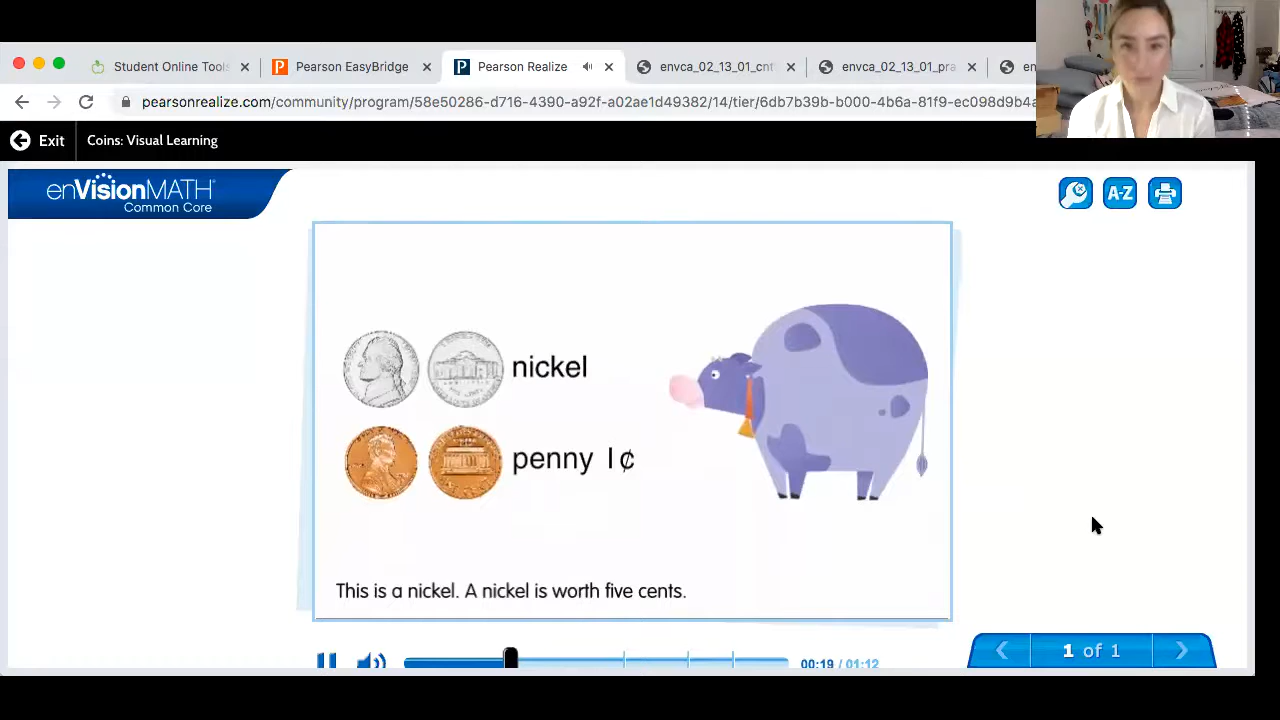 Student Online Tools
Pearson EasyBridge
Pearson Realize
envca_02_13_01_cnt
envca_02_13_01_pra
en
pearsonrealize.com/community/program/58e50286-d716-4390-a92f-a02ae1d49382/14/tier/6db7b39b-b000-4b6a-81f9-ec098d9b4a
Exit
Coins: Visual Learning
enVisionMATH
Common Core
A-Z
nickel
penny 1¢
This is a nickel. A nickel is worth five cents.
00:19 / 01:12
1 of 1